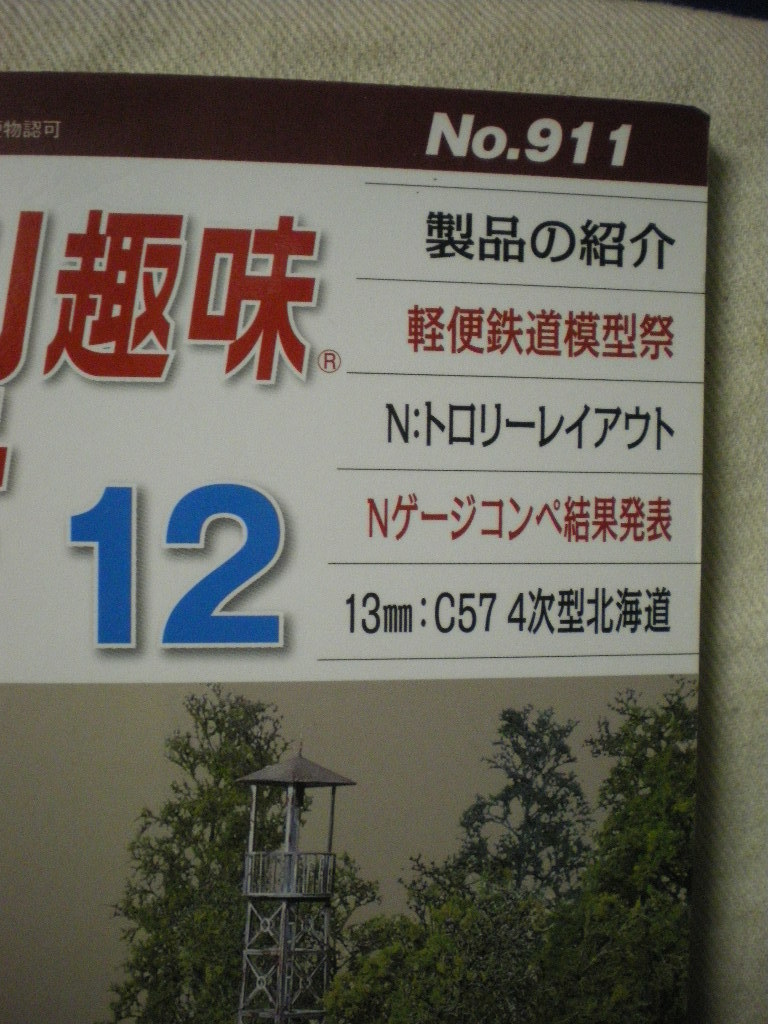 物認可
No.911
製品の紹介
趣味®
軽便鉄道模型祭
N:トロリーレイアウト
Nゲージコンペ結果発表
12
13㎜:C57 4次型北海道